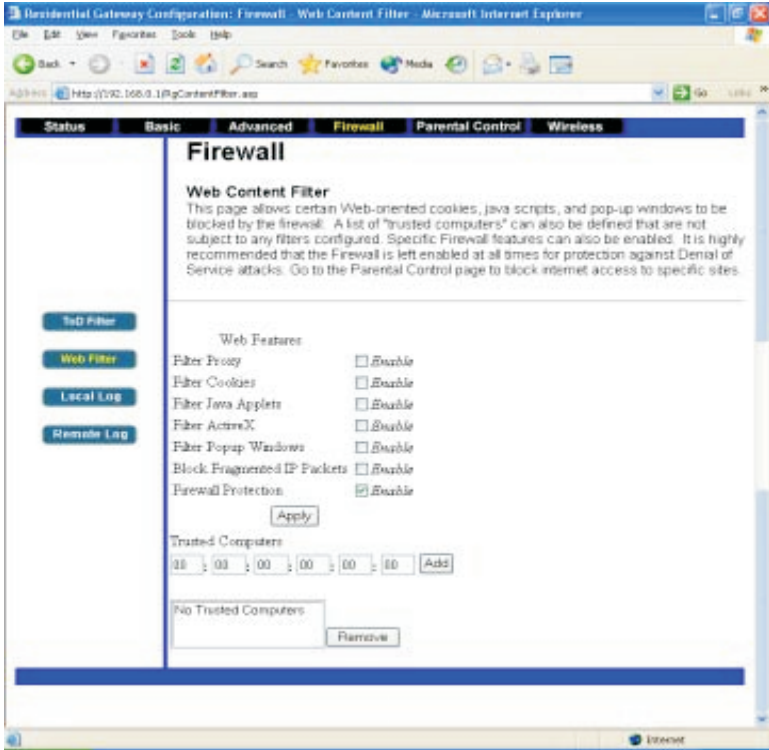 Residential Gateway Configuration: Firewall - Web Content Filter - Microsoft Internet Explorer
File Edit View Favorites Tools Help
Back Search Favorites Media
Address http://192.168.0.1/RgContentFilter.asp Go Links »
Status Basic Advanced Firewall Parental Control Wireless
Firewall
Web Content Filter
This page allows certain Web-oriented cookies, java scripts, and pop-up windows to be
blocked by the firewall. A list of "trusted computers" can also be defined that are not
subject to any filters configured. Specific Firewall features can also be enabled. It is highly
recommended that the Firewall is left enabled at all times for protection against Denial of
Service attacks. Go to the Parental Control page to block internet access to specific sites.
ToD Filter
Web Filter
Local Log
Remote Log
Web Features
Filter Proxy Enable
Filter Cookies Enable
Filter Java Applets Enable
Filter ActiveX Enable
Filter Popup Windows Enable
Block Fragmented IP Packets Enable
Firewall Protection Enable
Apply
Trusted Computers
00 : 00 : 00 : 00 : 00 : 00 Add
No Trusted Computers
Remove
Internet